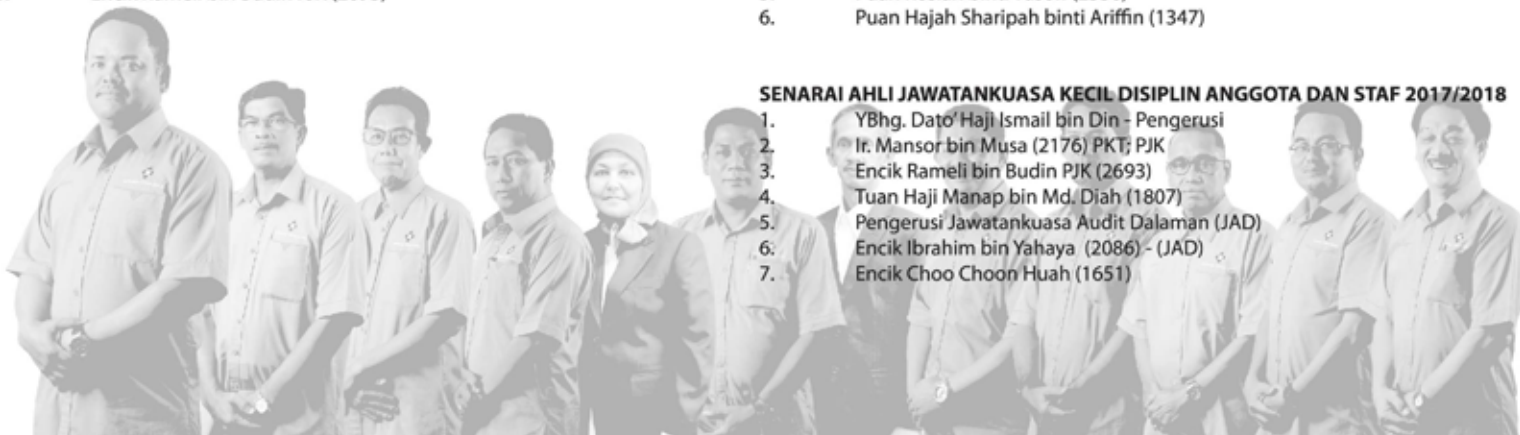 6. Puan Hajah Sharipah binti Ariffin (1347)
SENARAI AHLI JAWATANKUASA KECIL DISIPLIN ANGGOTA DAN STAF 2017/2018
1. YBhg. Dato' Haji Ismail bin Din - Pengerusi
2. Ir. Mansor bin Musa (2176) PKT; PJK
3. Encik Rameli bin Budin PJK (2693)
4. Tuan Haji Manap bin Md. Diah (1807)
5. Pengerusi Jawatankuasa Audit Dalaman (JAD)
6. Encik Ibrahim bin Yahaya (2086) - (JAD)
7. Encik Choo Choon Huah (1651)